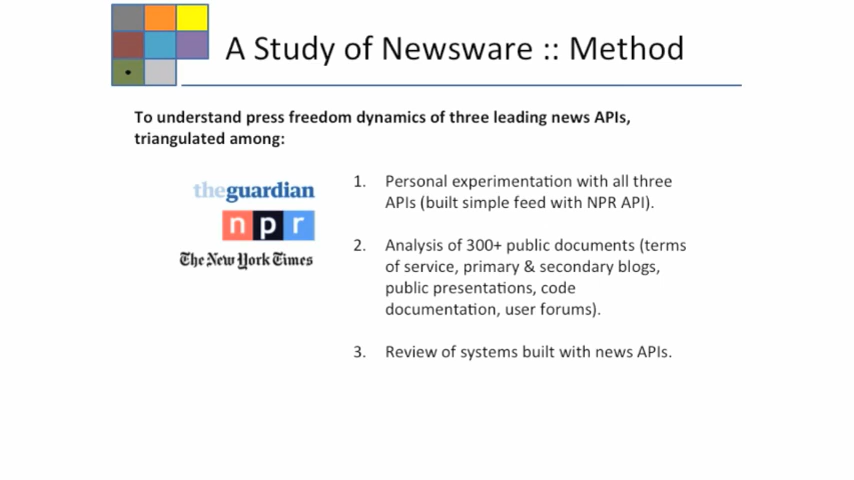 A Study of Newsware :: Method
To understand press freedom dynamics of three leading news APIs,
triangulated among:
theguardian
npr
The New York Times
1. Personal experimentation with all three
APIs (built simple feed with NPR API).
2. Analysis of 300+ public documents (terms
of service, primary & secondary blogs,
public presentations, code
documentation, user forums).
3. Review of systems built with news APIs.